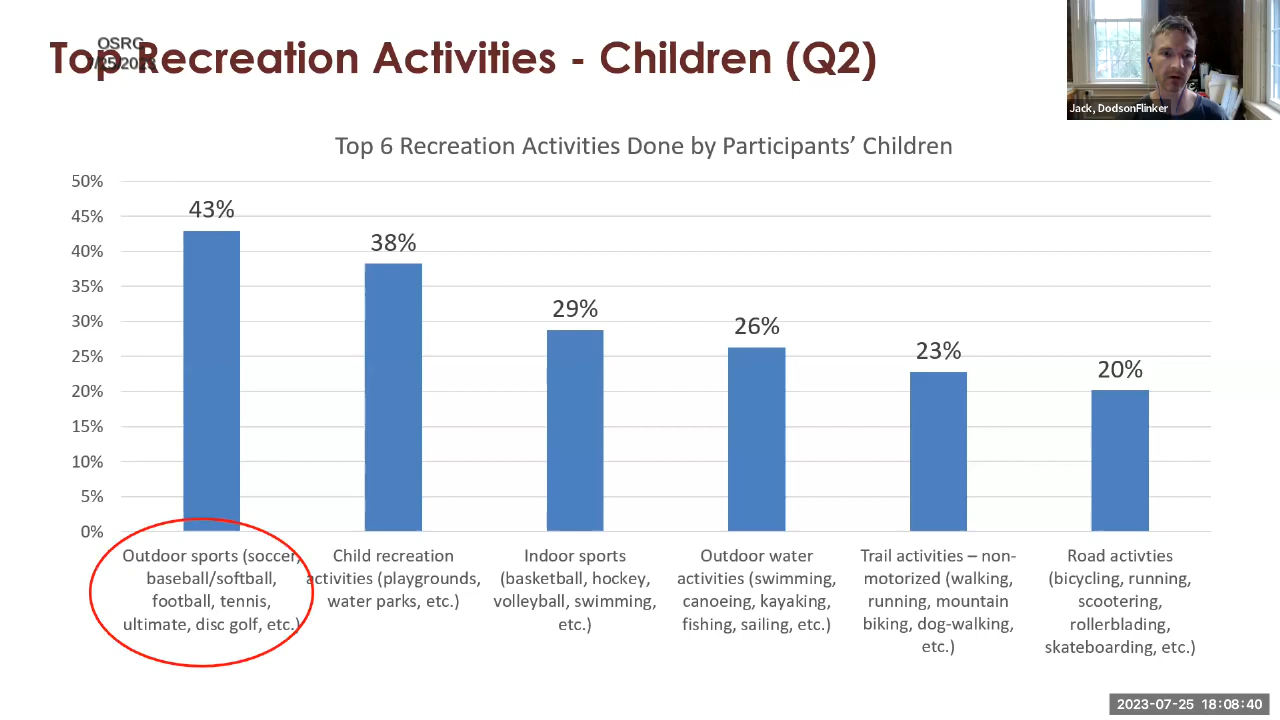 OSRG
7/25/2023
Top Recreation Activities - Children (Q2)
Jack, DodsonFlinker
Top 6 Recreation Activities Done by Participants’ Children
50%
45%
40%
35%
30%
25%
20%
15%
10%
5%
0%
43%
38%
29%
26%
23%
20%
Outdoor sports (soccer,
baseball/softball,
football, tennis,
ultimate, disc golf, etc.)
Child recreation
activities (playgrounds,
water parks, etc.)
Indoor sports
(basketball, hockey,
volleyball, swimming,
etc.)
Outdoor water
activities (swimming,
canoeing, kayaking,
fishing, sailing, etc.)
Trail activities – non-
motorized (walking,
running, mountain
biking, dog-walking,
etc.)
Road activties
(bicycling, running,
scootering,
rollerblading,
skateboarding, etc.)
2023-07-25 18:08:40